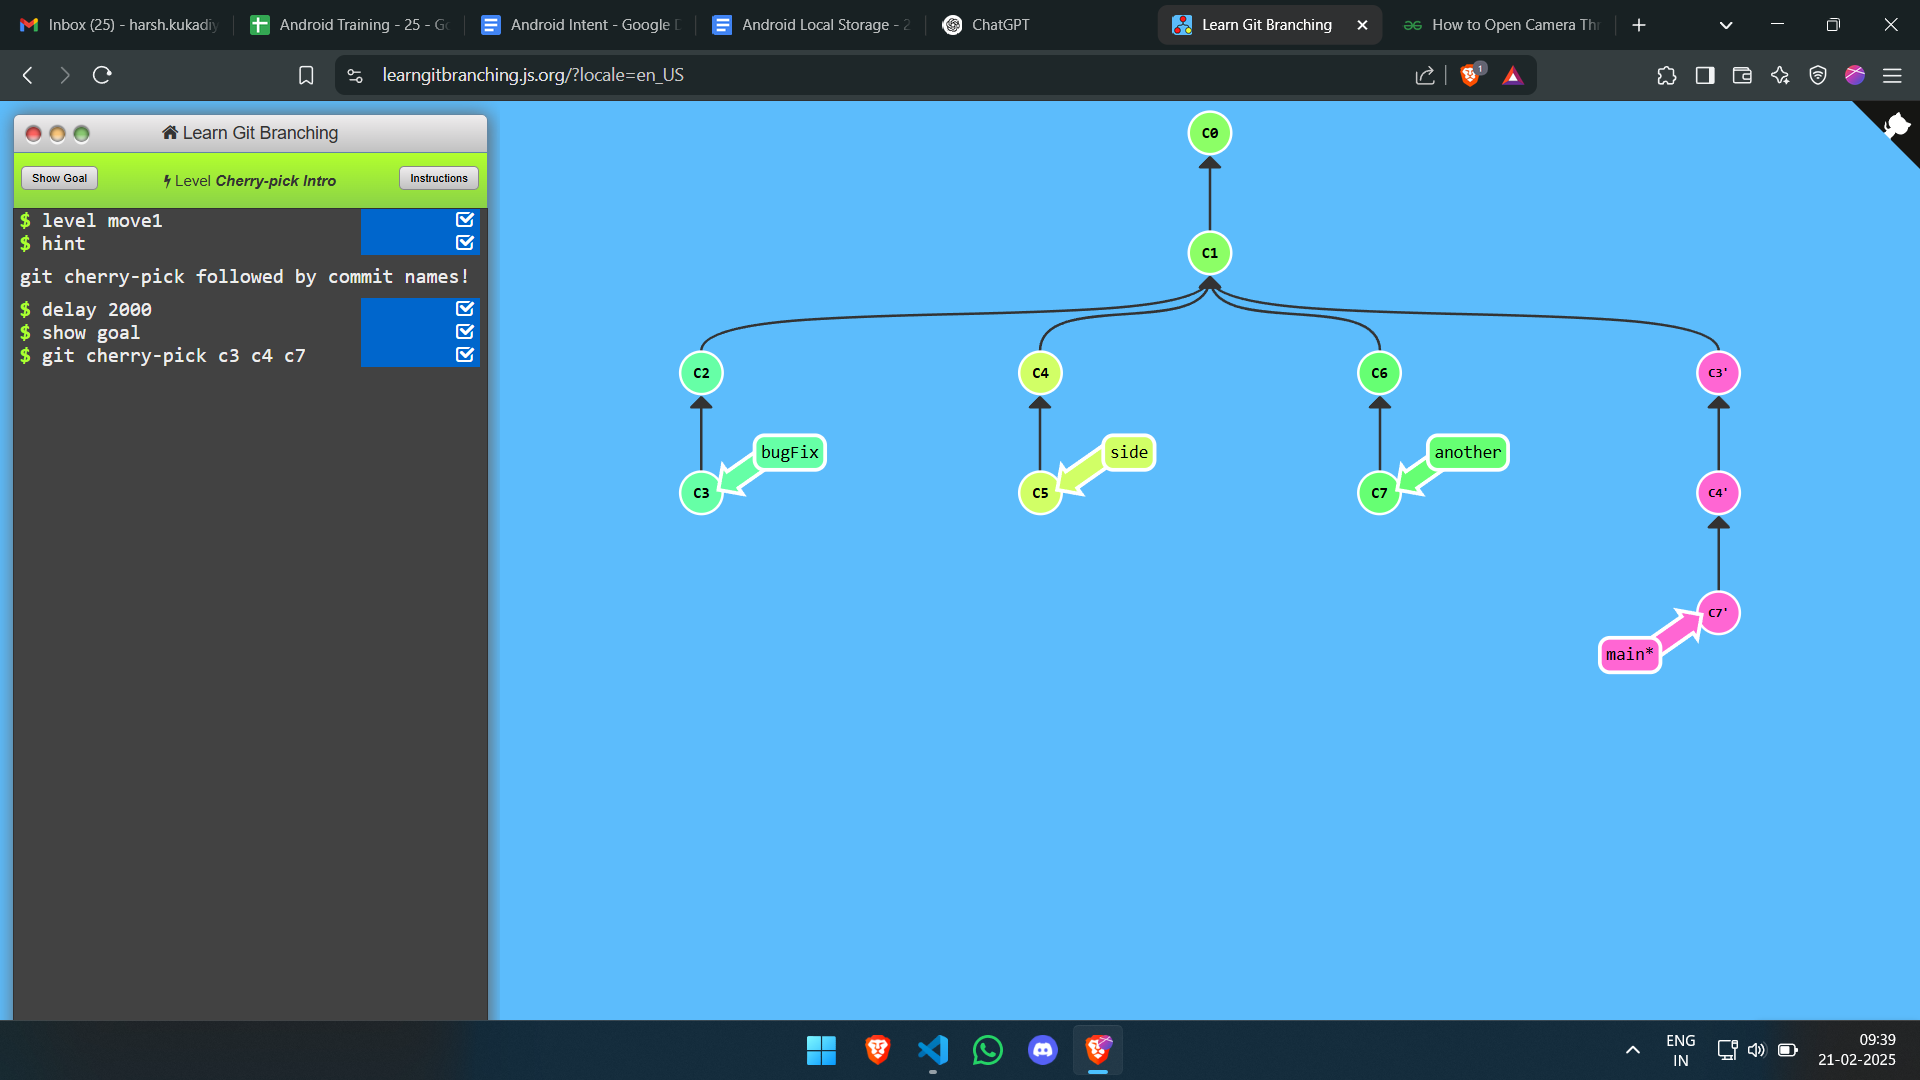 Inbox (25) - harsh.kukadiy
Android Training - 25 - Go
Android Intent - Google D
Android Local Storage - 2
ChatGPT
Learn Git Branching
How to Open Camera Thr
learngitbranching.js.org/?locale=en_US
1
Learn Git Branching
Show Goal
Level Cherry-pick Intro
Instructions
$ level move1
$ hint
git cherry-pick followed by commit names!
$ delay 2000
$ show goal
$ git cherry-pick c3 c4 c7
C0
C1
C2
C4
C6
C3'
bugFix
side
another
C3
C5
C7
C4'
C7'
main*
ENG
IN
09:39
21-02-2025